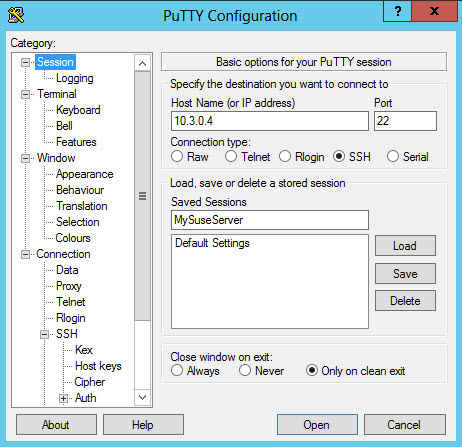 PuTTY Configuration
? X
Category:
Session
Logging
Terminal
Keyboard
Bell
Features
Window
Appearance
Behaviour
Translation
Selection
Colours
Connection
Data
Proxy
Telnet
Rlogin
SSH
Kex
Host keys
Cipher
Auth
Basic options for your PuTTY session
Specify the destination you want to connect to
Host Name (or IP address) Port
10.3.0.4 22
Connection type:
Raw Telnet Rlogin SSH Serial
Load, save or delete a stored session
Saved Sessions
MySuseServer
Default Settings
Load
Save
Delete
Close window on exit:
Always Never Only on clean exit
About Help Open Cancel